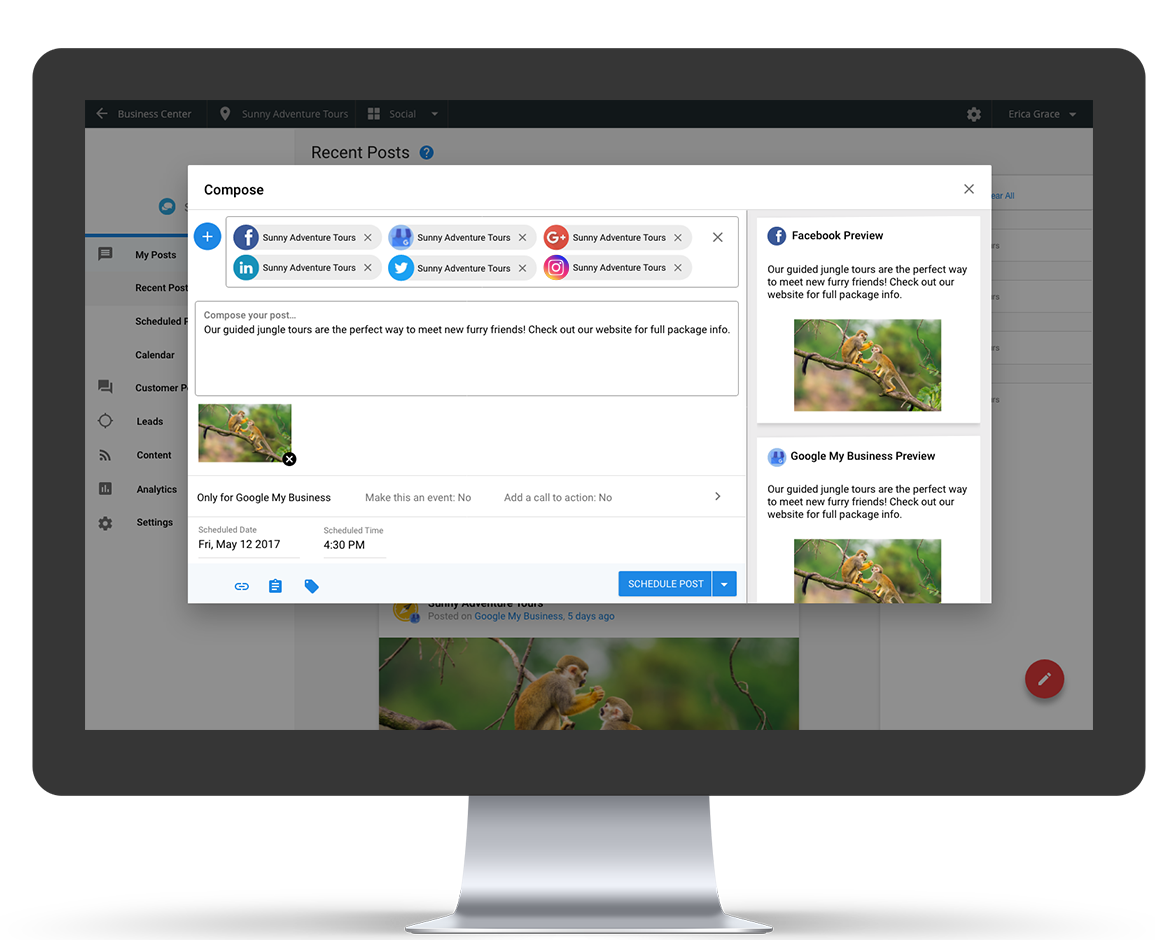 Business Center
Sunny Adventure Tours
Social
Erica Grace
Recent Posts ?
Compose
All
My Posts
Recent
Scheduled
Calendar
Customer
Leads
Content
Analytics
Settings
Sunny Adventure Tours
Sunny Adventure Tours
G+ Sunny Adventure Tours
in Sunny Adventure Tours
Sunny Adventure Tours
Sunny Adventure Tours
Compose your post...
Our guided jungle tours are the perfect way to meet new furry friends! Check out our website for full package info.
Only for Google My Business
Make this an event: No
Add a call to action: No
Scheduled Date
Fri, May 12 2017
Scheduled Time
4:30 PM
SCHEDULE POST
Facebook Preview
Our guided jungle tours are the perfect way
to meet new furry friends! Check out our
website for full package info.
Google My Business Preview
Our guided jungle tours are the perfect way
to meet new furry friends! Check out our
website for full package info.
Sunny Adventure Tours
Posted on Google My Business, 5 days ago